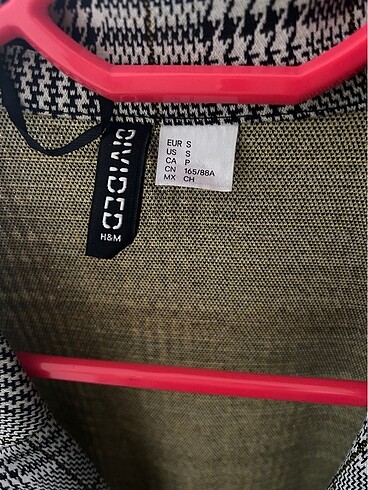 DIVIDED
H&M
EUR S
US S
CA P
CN 165/88A
MX CH